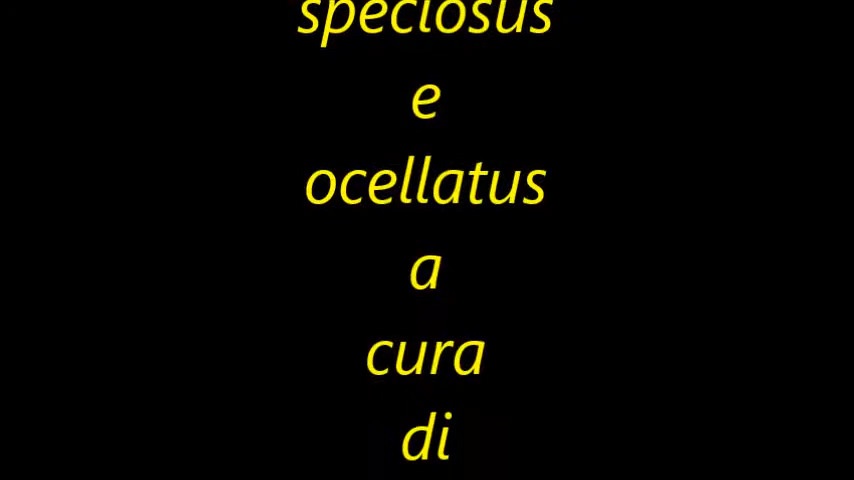 speciosus
e
ocellatus
a
cura
di